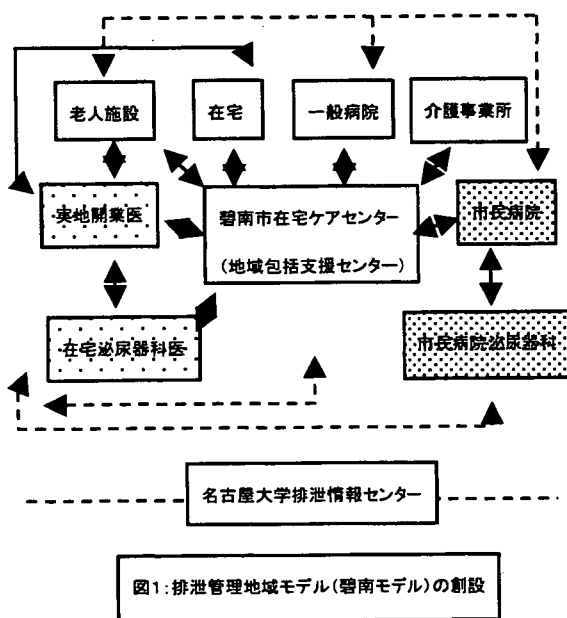 老人施設
在宅
一般病院
介護事業所
実地開業医
碧南市在宅ケアセンター
(地域包括支援センター)
市民病院
在宅泌尿器科医
市民病院泌尿器科
名古屋大学排泄情報センター
図1:排泄管理地域モデル(碧南モデル)の創設